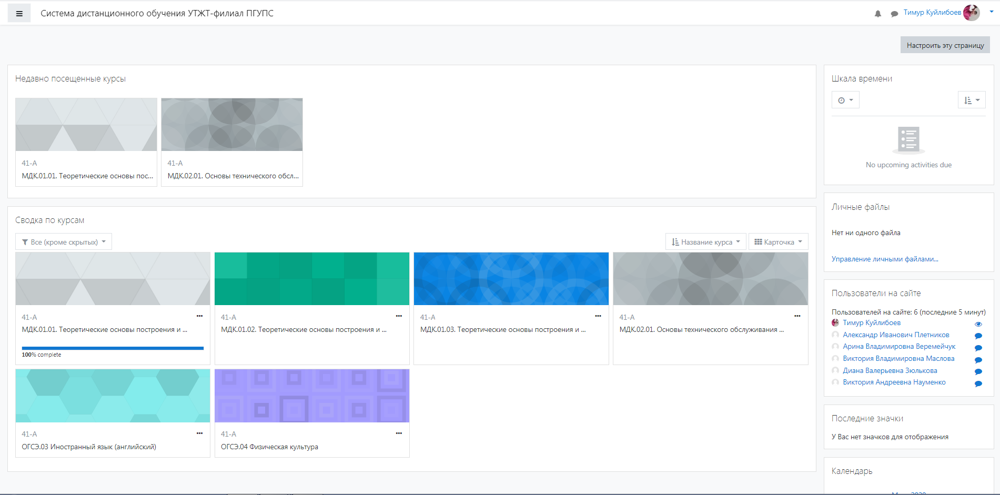 Система дистанционного обучения УТЖТ-филиал ПГУПС
Тимур Куйлибоев
Настроить эту страницу
Недавно посещенные курсы
41-А
МДК.01.01. Теоретические основы пос...
41-А
МДК.02.01. Основы технического обсл...
Сводка по курсам
Все (кроме скрытых)
Название курса
Карточка
41-А
МДК.01.01. Теоретические основы построения и ...
100% complete
41-А
МДК.01.02. Теоретические основы построения и ...
41-А
МДК.01.03. Теоретические основы построения и ...
41-А
МДК.02.01. Основы технического обслуживания ...
41-А
ОГСЭ.03 Иностранный язык (английский)
41-А
ОГСЭ.04 Физическая культура
Шкала времени
No upcoming activities due
Личные файлы
Нет ни одного файла
Управление личными файлами...
Пользователи на сайте
Пользователей на сайте: 6 (последние 5 минут)
Тимур Куйлибоев
Александр Иванович Плетников
Арина Владимировна Веремейчук
Виктория Владимировна Маслова
Диана Валерьевна Зюлькова
Виктория Андреевна Науменко
Последние значки
У Вас нет значков для отображения
Календарь